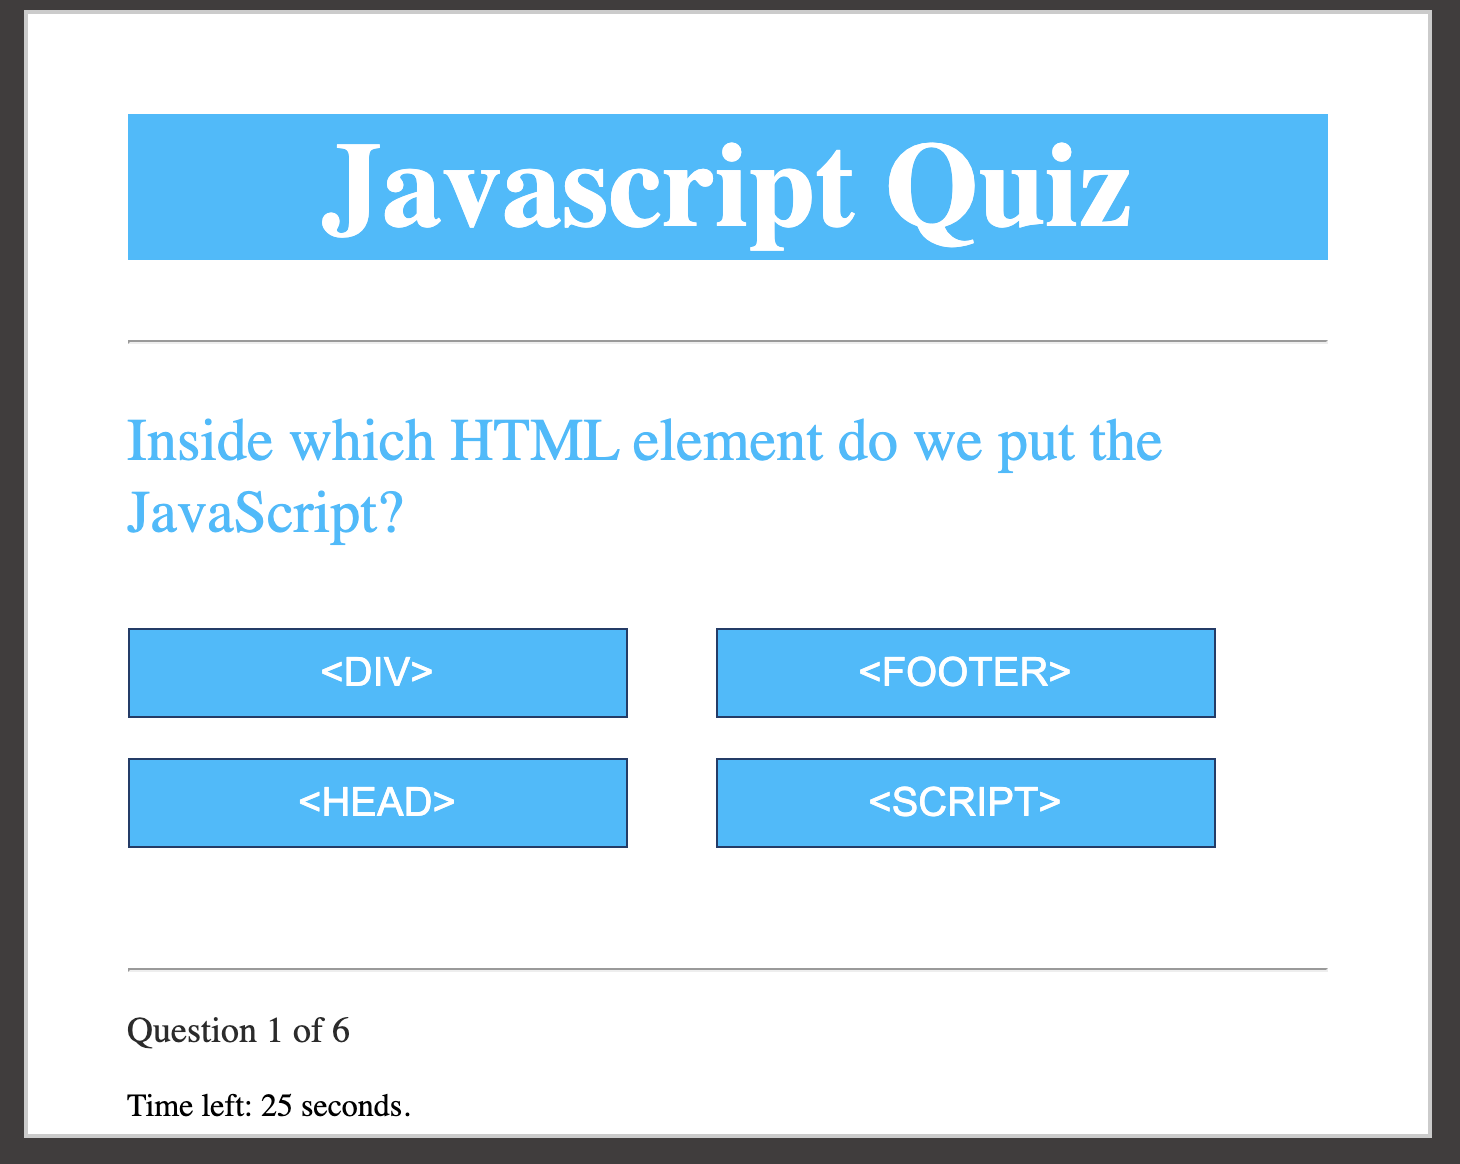 Javascript Quiz
Inside which HTML element do we put the
JavaScript?
<DIV>
<FOOTER>
<HEAD>
<SCRIPT>
Question 1 of 6
Time left: 25 seconds.